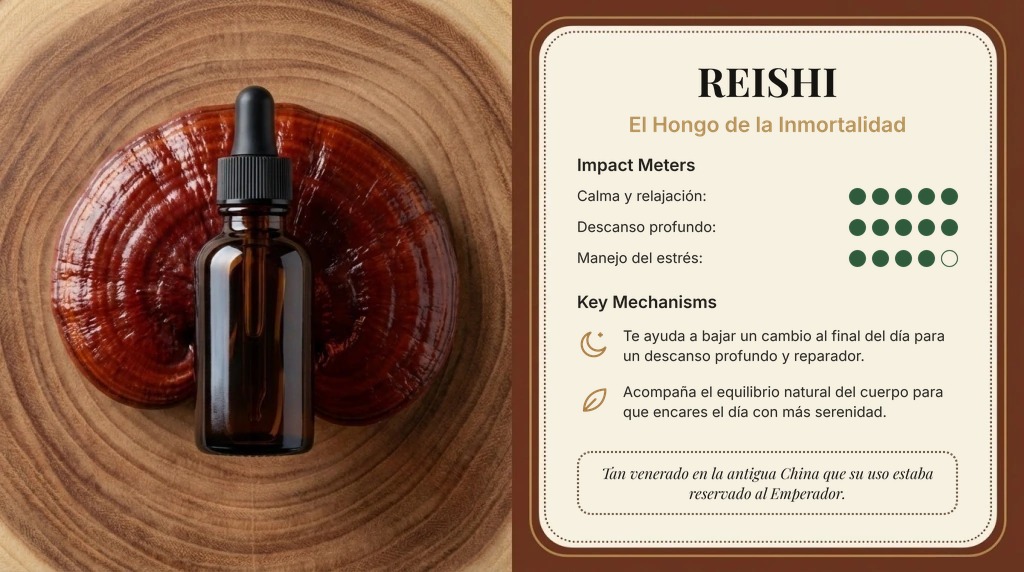 REISHI
El Hongo de la Inmortalidad
Impact Meters
Calma y relajación:
Descanso profundo:
Manejo del estrés:
Key Mechanisms
Te ayuda a bajar un cambio al final del día para
un descanso profundo y reparador.
Acompaña el equilibrio natural del cuerpo para
que encares el día con más serenidad.
Tan venerado en la antigua China que su uso estaba
reservado al Emperador.